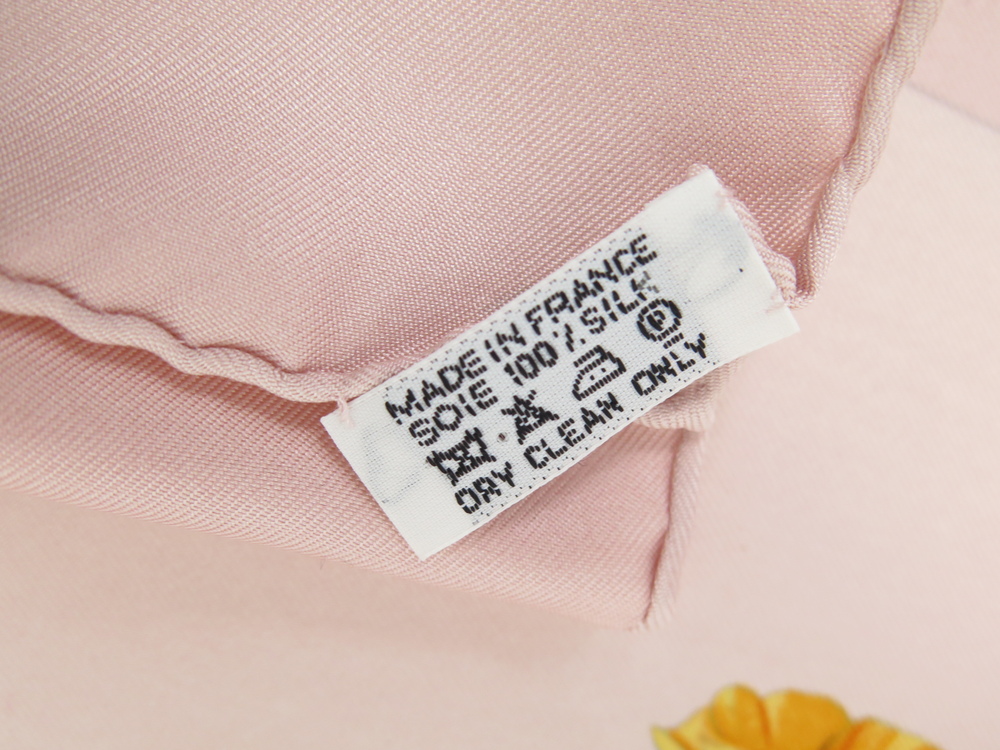 MADE IN FRANCE
SOIE 100% SILK
P
DRY CLEAN ONLY